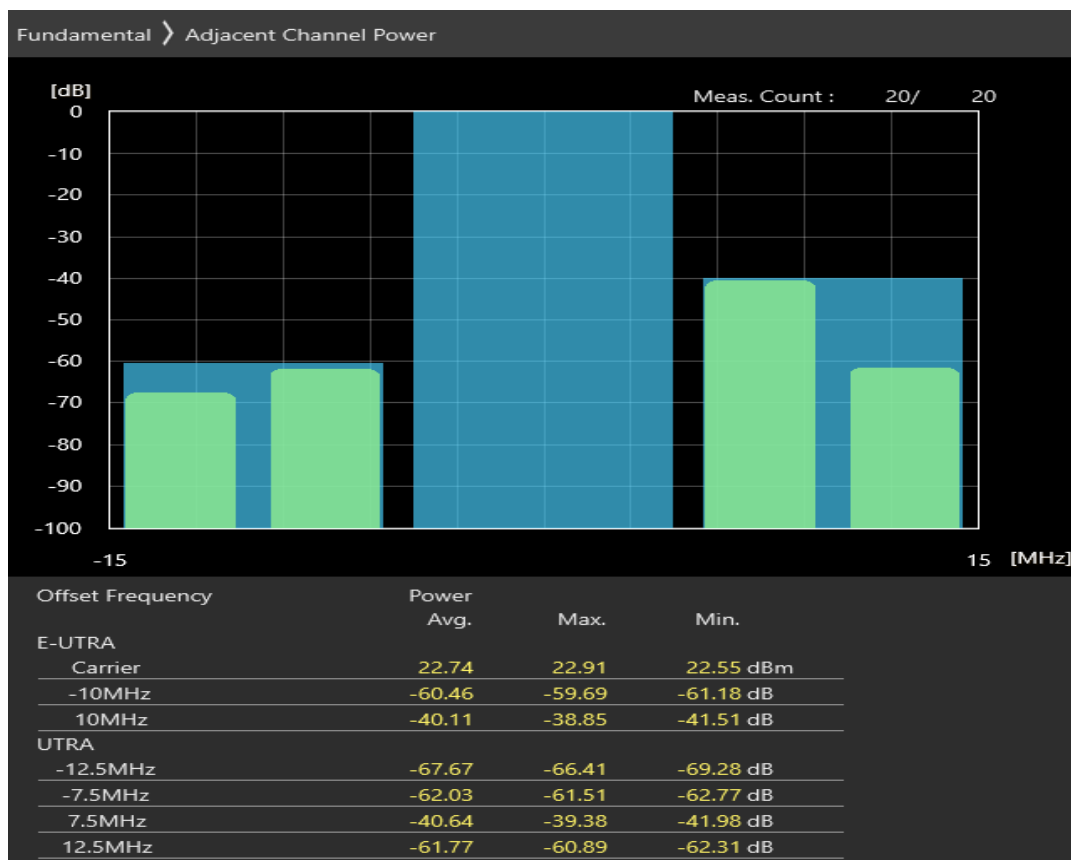 Fundamental 〉 Adjacent Channel Power
[dB]
Meas. Count : 20/ 20
0
-10
-20
-30
-40
-50
-60
-70
-80
-90
-100
-15 15 [MHz]
Offset Frequency Power
Avg. Max. Min.
E-UTRA
Carrier 22.74 22.91 22.55 dBm
-10MHz -60.46 -59.69 -61.18 dB
10MHz -40.11 -38.85 -41.51 dB
UTRA
-12.5MHz -67.67 -66.41 -69.28 dB
-7.5MHz -62.03 -61.51 -62.77 dB
7.5MHz -40.64 -39.38 -41.98 dB
12.5MHz -61.77 -60.89 -62.31 dB